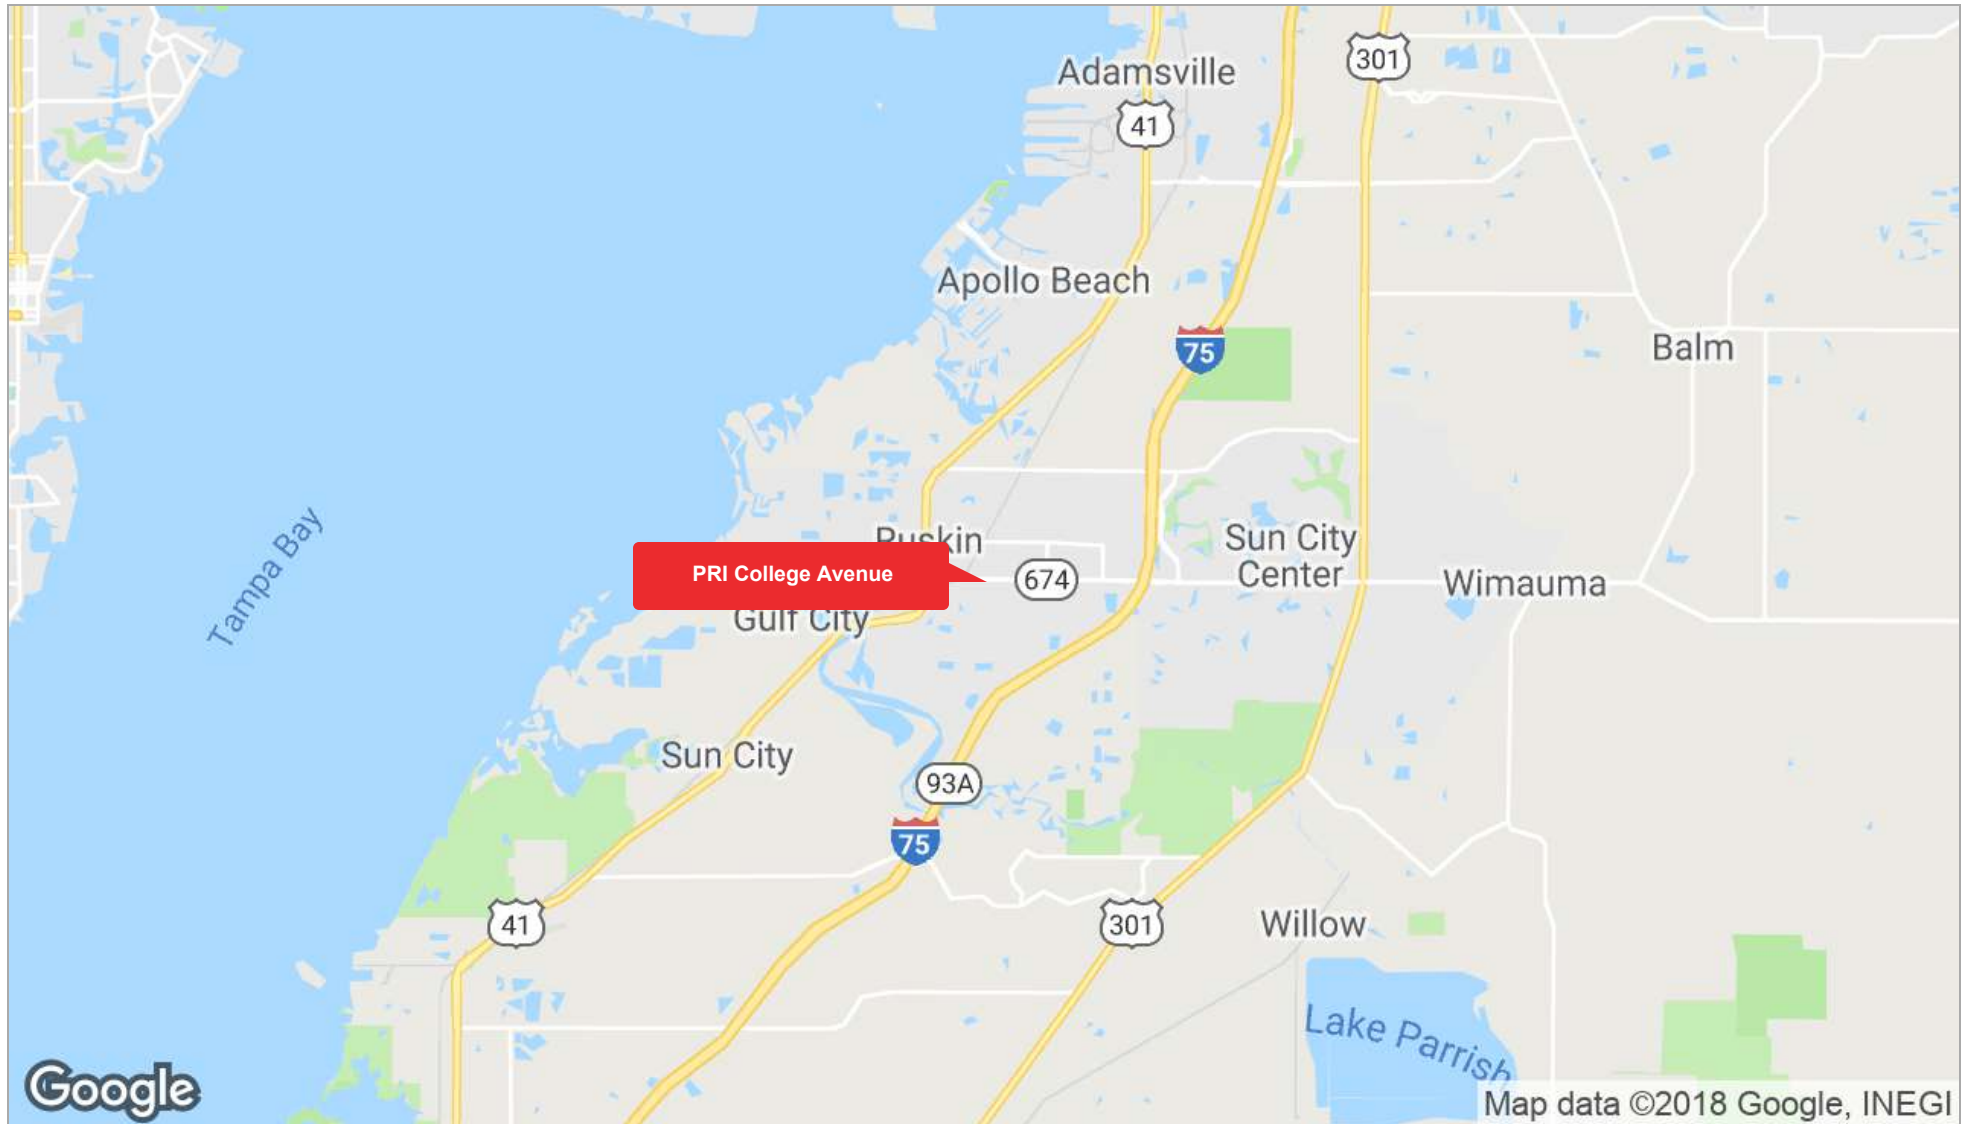 301
Adamsville
41
Apollo Beach
75
Balm
Tampa Bay
Ruskin
Sun City
Center
PRI College Avenue
674
Wimauma
Gulf City
Sun City
93A
75
41
301
Willow
Lake Parrish
Google
Map data ©2018 Google, INEGI